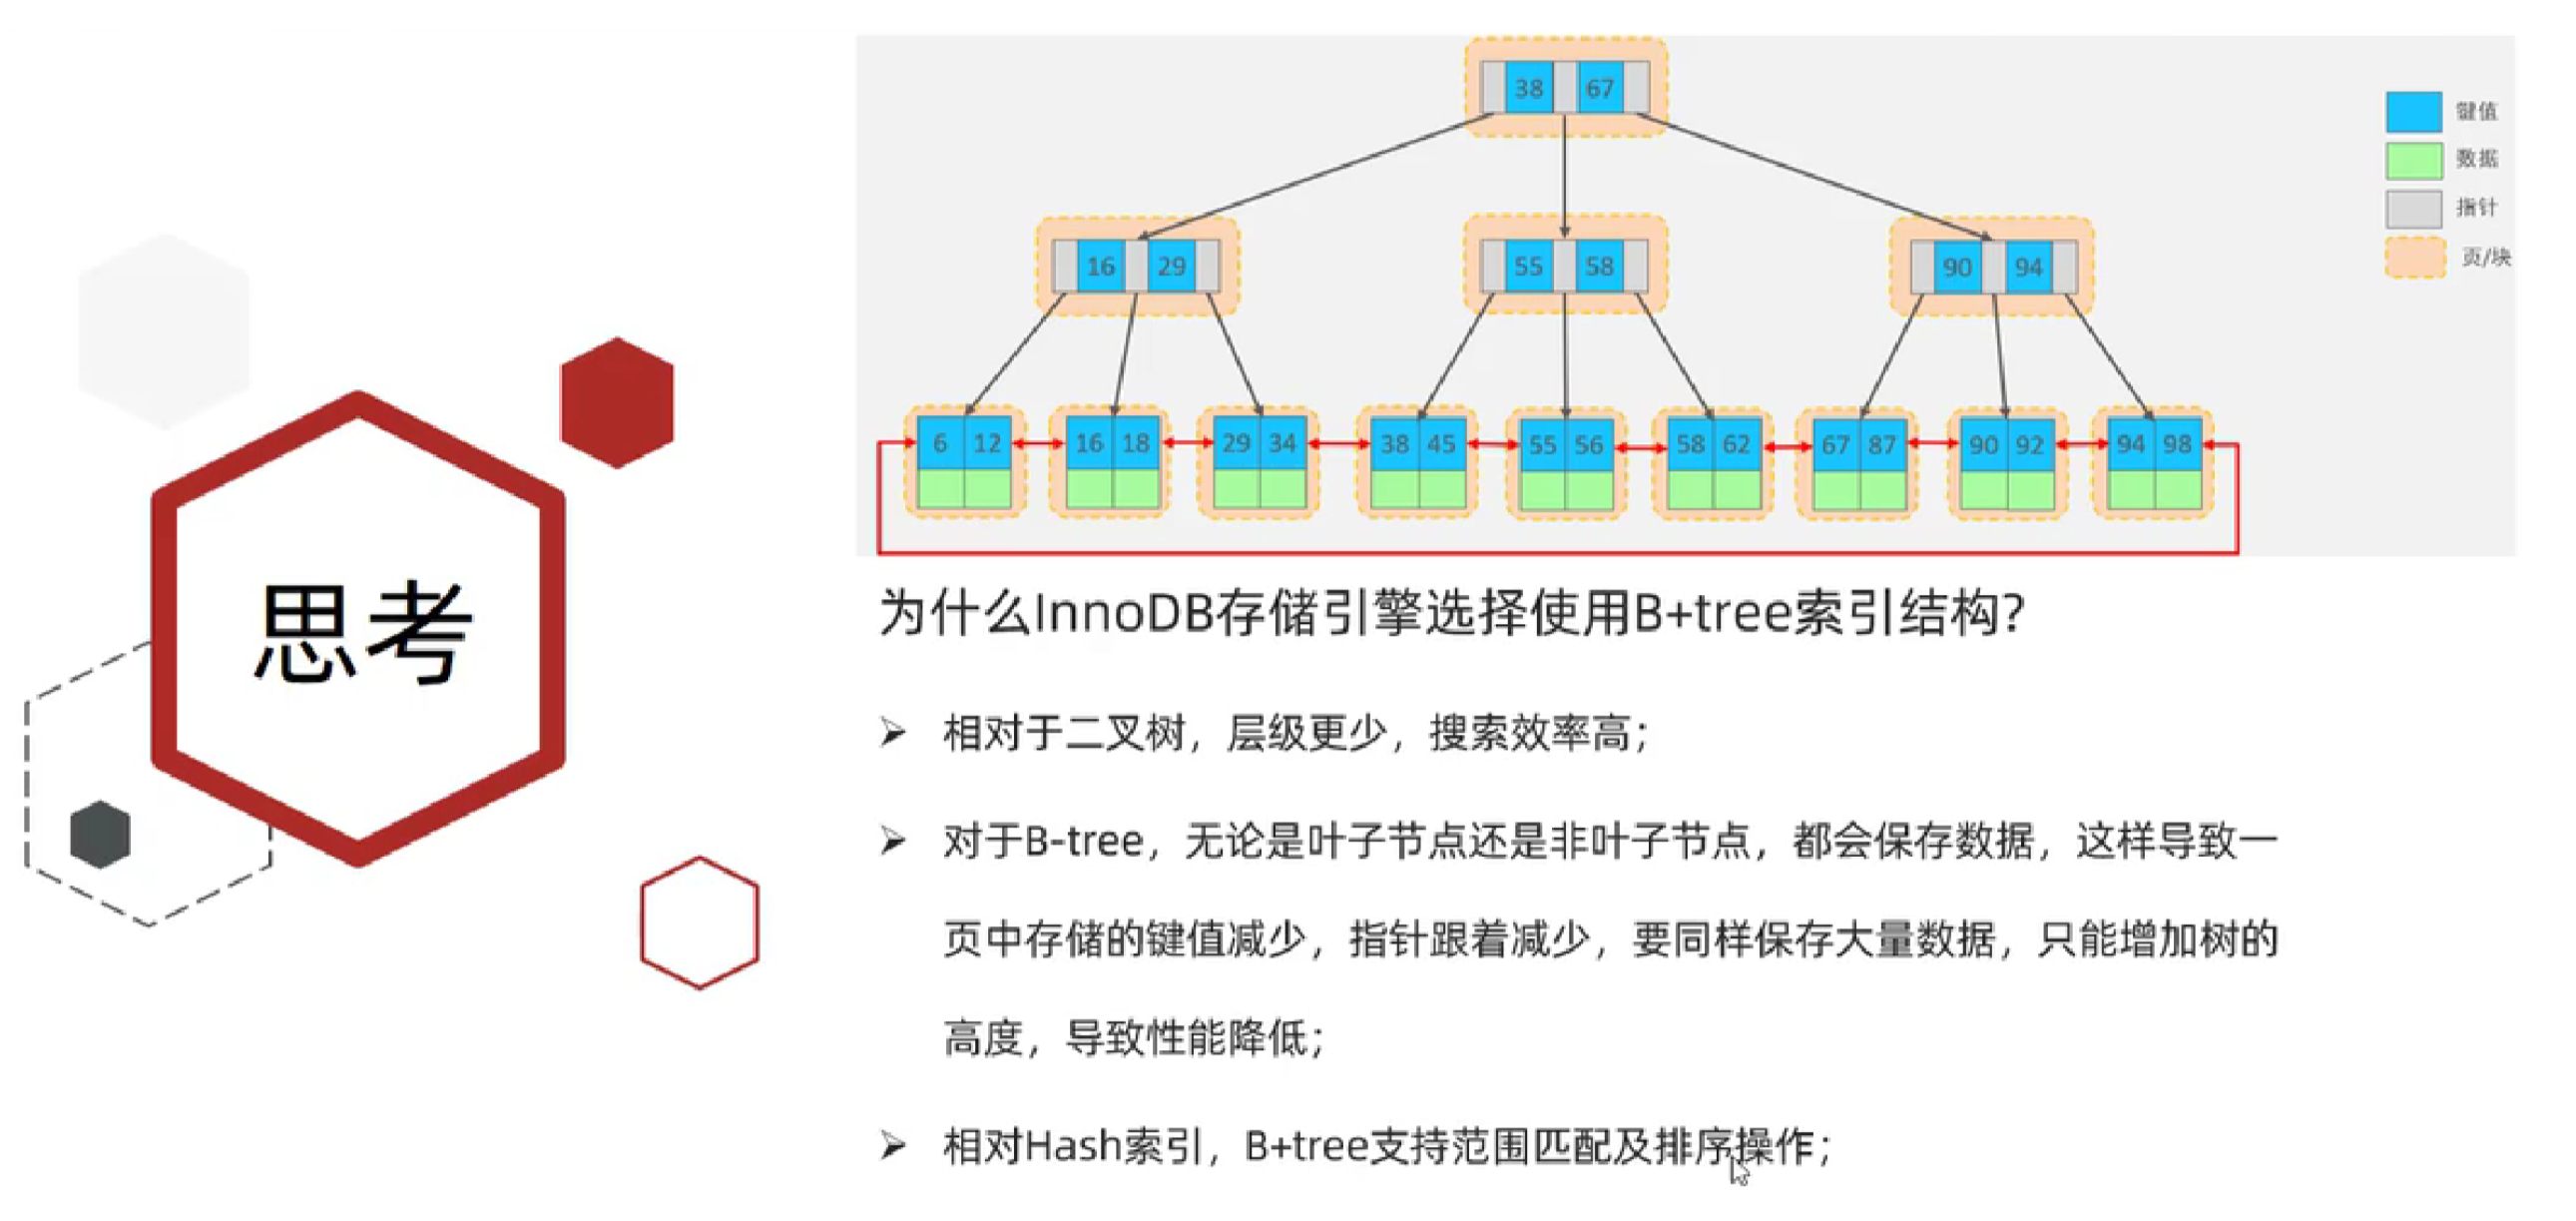 38 67
键值
数据
指针
页/块
16 29
55 58
90 94
6 12
16 18
29 34
38 45
55 56
58 62
67 87
90 92
94 98
思考
为什么InnoDB存储引擎选择使用B+tree索引结构?
相对于二叉树，层级更少，搜索效率高；
对于B-tree，无论是叶子节点还是非叶子节点，都会保存数据，这样导致一
页中存储的键值减少，指针跟着减少，要同样保存大量数据，只能增加树的
高度，导致性能降低；
相对Hash索引，B+tree支持范围匹配及排序操作；